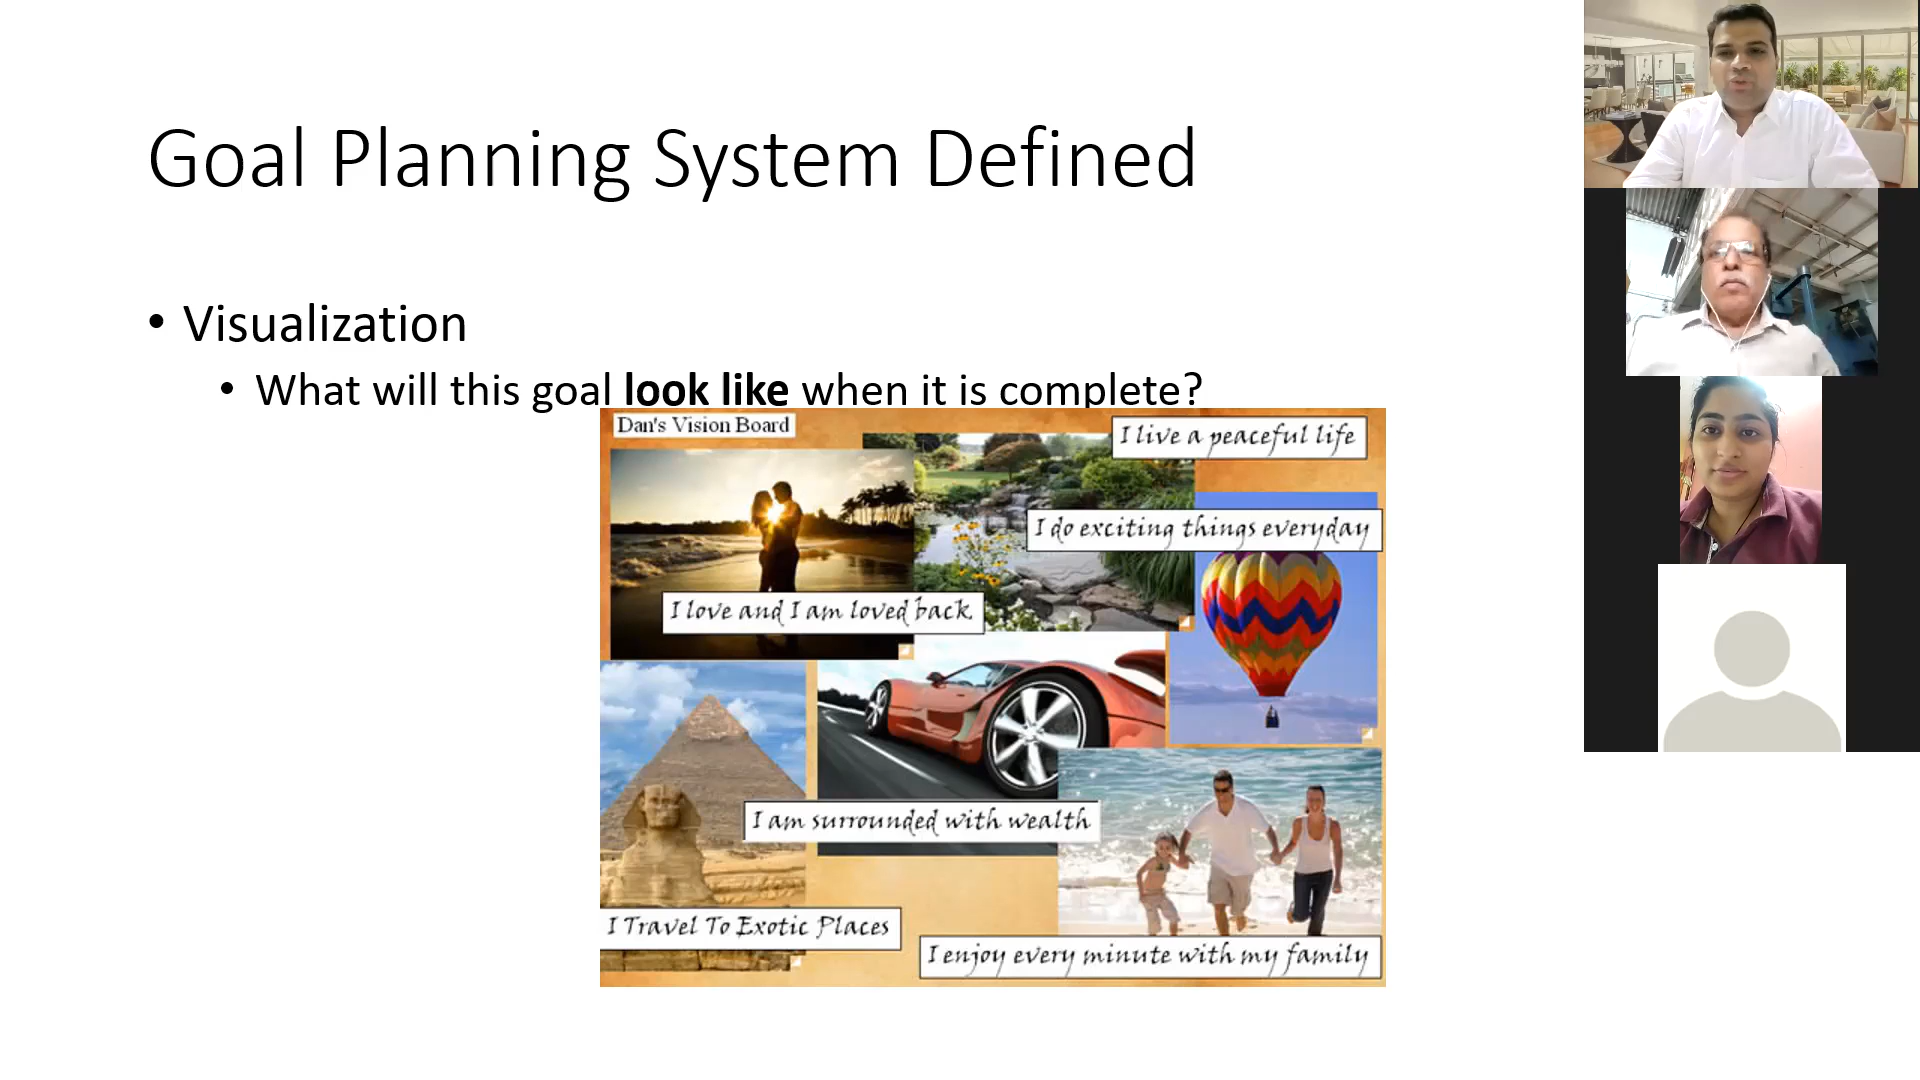 Goal Planning System Defined
• Visualization
• What will this goal look like when it is complete?
Dan's Vision Board
I live a peaceful life
I do exciting things everyday
I love and I am loved back
I am surrounded with wealth
I Travel To Exotic Places
I enjoy every minute with my family